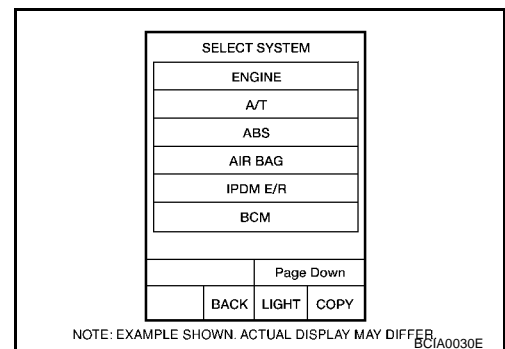 SELECT SYSTEM
ENGINE
A/T
ABS
AIR BAG
IPDM E/R
BCM
Page Down
BACK LIGHT COPY
NOTE: EXAMPLE SHOWN. ACTUAL DISPLAY MAY DIFFER.
BCIA0030E